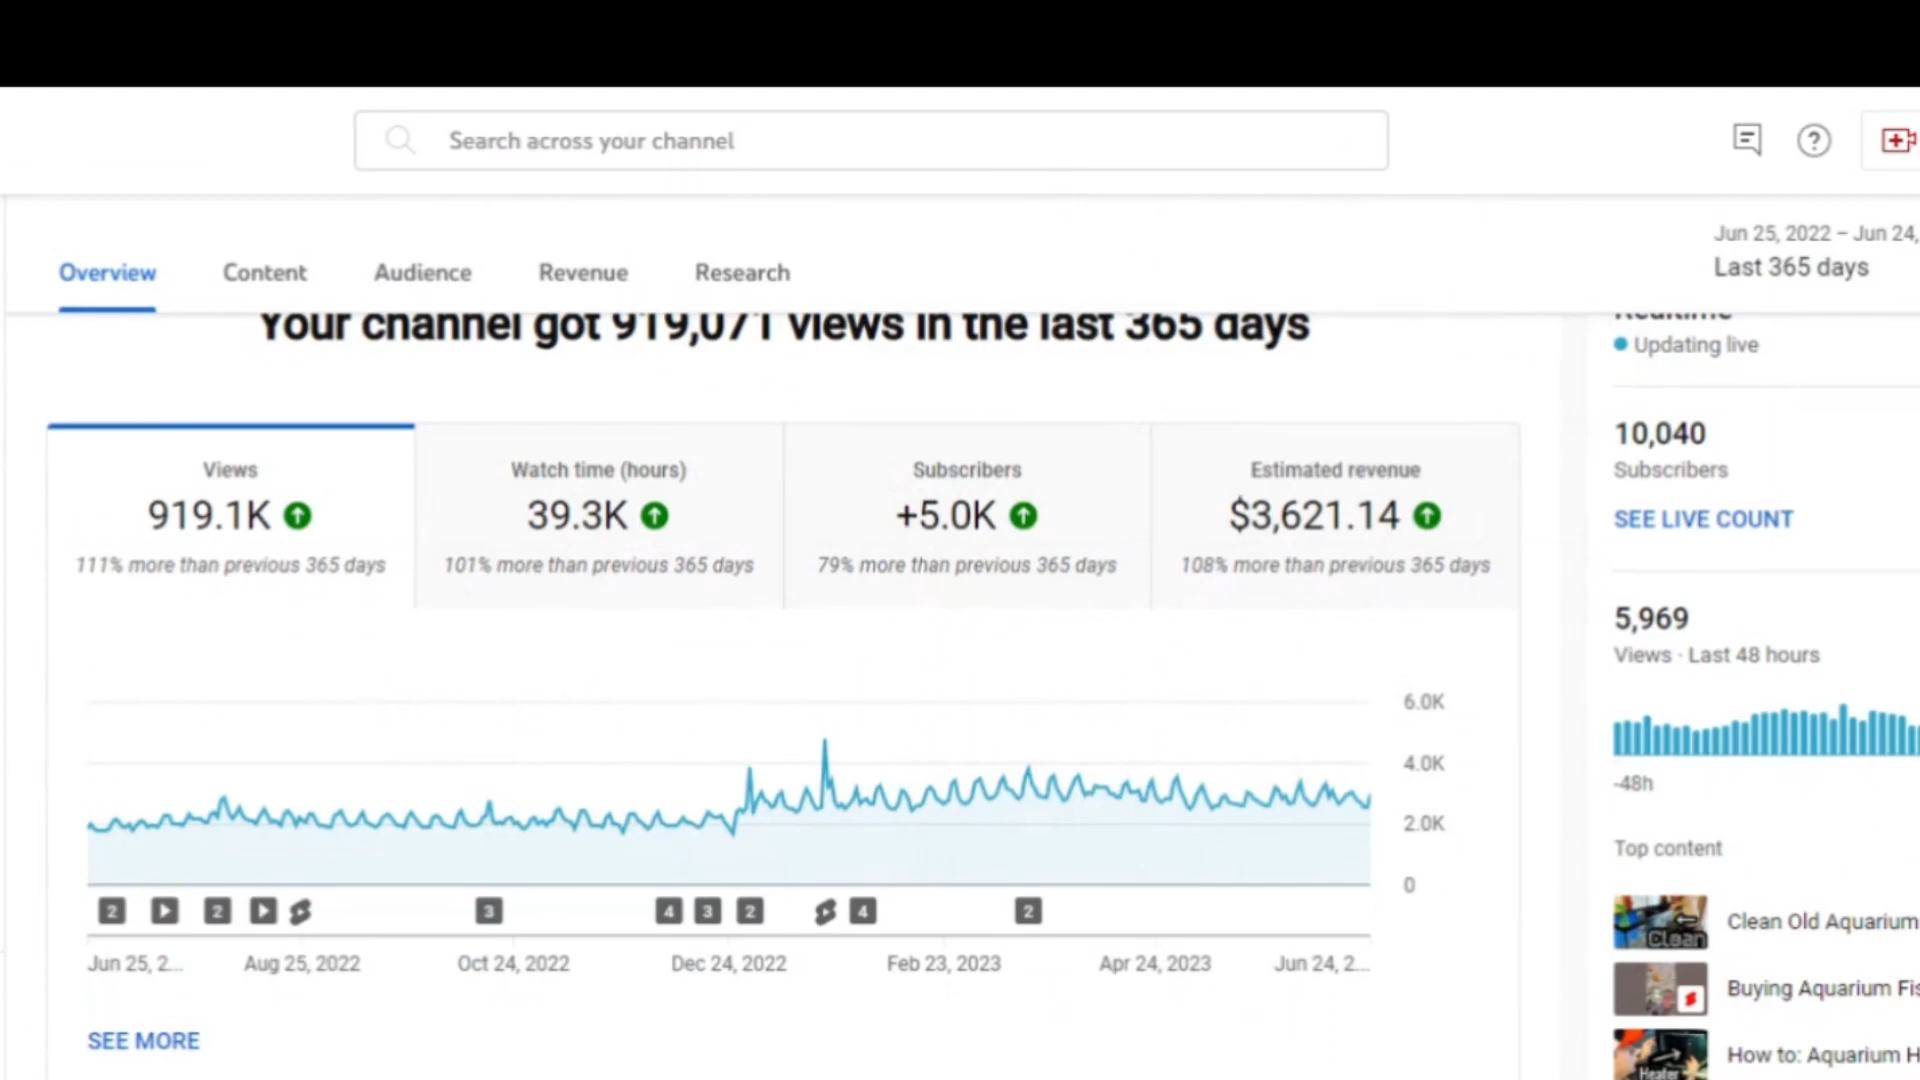 Search across your channel
Overview
Content
Audience
Revenue
Research
Jun 25, 2022 – Jun 24,
Last 365 days
Your channel got 919,071 views in the last 365 days
Realtime
Updating live
Views
919.1K
111% more than previous 365 days
Watch time (hours)
39.3K
101% more than previous 365 days
Subscribers
+5.0K
79% more than previous 365 days
Estimated revenue
$3,621.14
108% more than previous 365 days
10,040
Subscribers
SEE LIVE COUNT
5,969
Views · Last 48 hours
-48h
6.0K
4.0K
2.0K
0
2 2 3 4 3 2 4 2
Jun 25, 2...
Aug 25, 2022
Oct 24, 2022
Dec 24, 2022
Feb 23, 2023
Apr 24, 2023
Jun 24, 2...
SEE MORE
Top content
Clean
Clean Old Aquarium
Buying Aquarium Fis
Heater
How to: Aquarium H